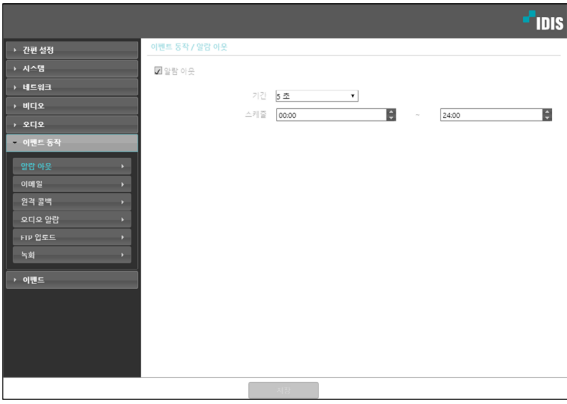 IDIS
간편 설정
시스템
네트워크
비디오
오디오
이벤트 동작
알람 아웃
이메일
원격 콜백
오디오 알람
FTP 업로드
녹화
이벤트
이벤트 동작 / 알람 아웃
알람 아웃
기간 5 초
스케줄 00:00 ~ 24:00